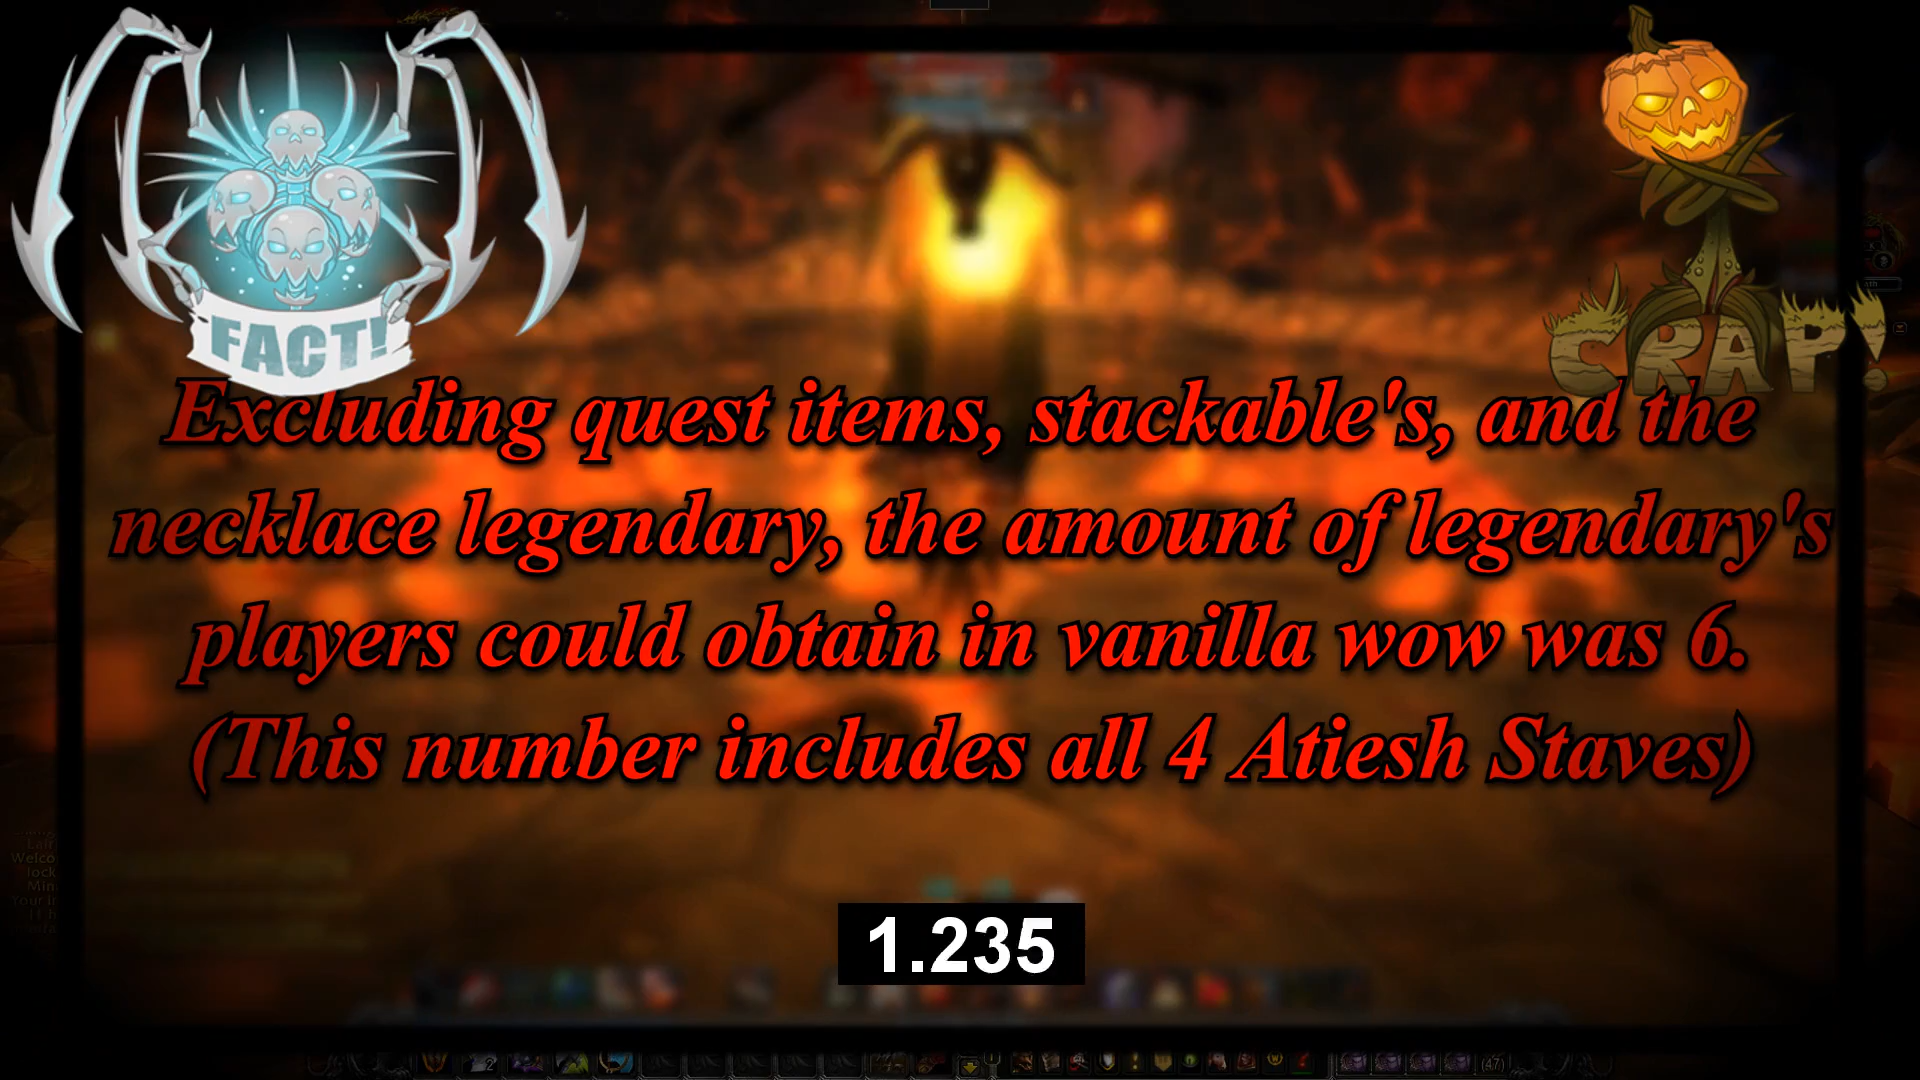 FACT!
CRAP!
Excluding quest items, stackable's, and the
necklace legendary, the amount of legendary's
players could obtain in vanilla wow was 6.
(This number includes all 4 Atiesh Staves)
1.235